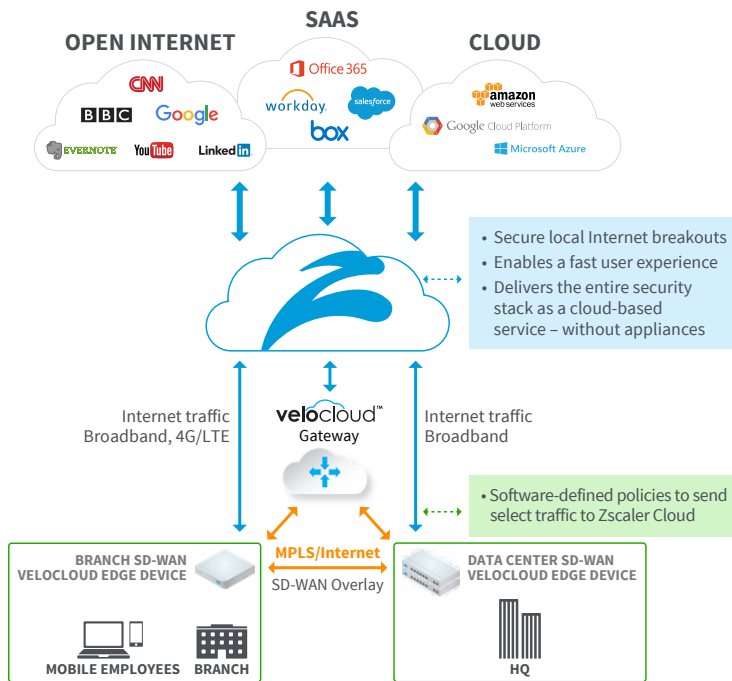 SAAS
OPEN INTERNET
CLOUD
CNN
BBC
Google
EVERNOTE
YouTube
Linked in
Office 365
workday.
salesforce
box
amazon
web services
Google Cloud Platform
Microsoft Azure
• Secure local Internet breakouts
• Enables a fast user experience
• Delivers the entire security
stack as a cloud-based
service – without appliances
Internet traffic
Broadband, 4G/LTE
velocloud™
Gateway
Internet traffic
Broadband
• Software-defined policies to send
select traffic to Zscaler Cloud
BRANCH SD-WAN
VELOCLOUD EDGE DEVICE
MPLS/Internet
SD-WAN Overlay
DATA CENTER SD-WAN
VELOCLOUD EDGE DEVICE
MOBILE EMPLOYEES
BRANCH
HQ